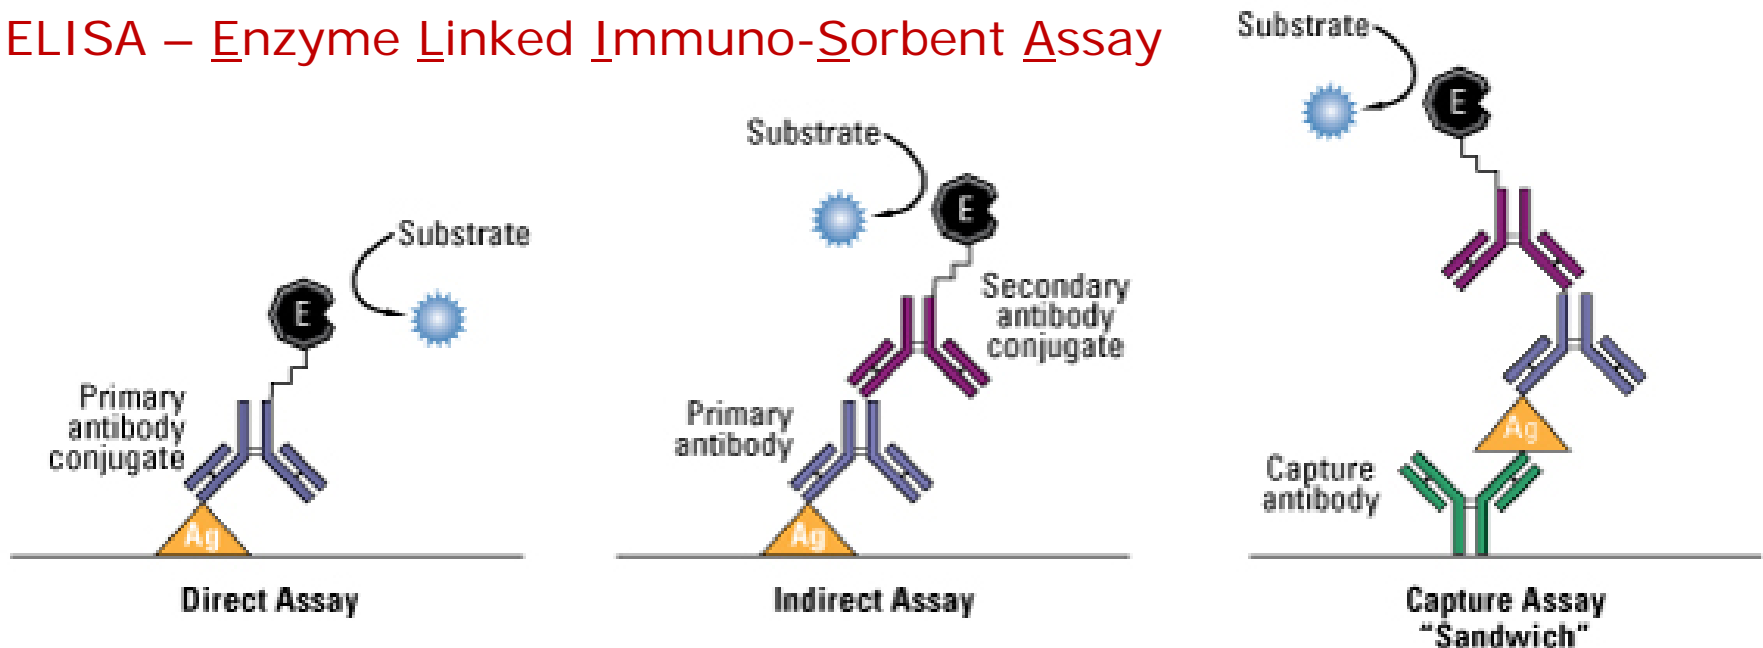 ELISA – Enzyme Linked Immuno-Sorbent Assay
Substrate
E
Primary
antibody
conjugate
Ag
Direct Assay
Substrate
E
Secondary
antibody
conjugate
Primary
antibody
Ag
Indirect Assay
Substrate
E
Ag
Capture
antibody
Capture Assay
"Sandwich"